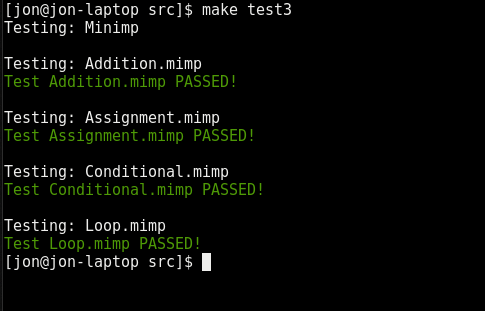 [jon@jon-laptop src]$ make test3
Testing: Minimp
Testing: Addition.mimp
Test Addition.mimp PASSED!
Testing: Assignment.mimp
Test Assignment.mimp PASSED!
Testing: Conditional.mimp
Test Conditional.mimp PASSED!
Testing: Loop.mimp
Test Loop.mimp PASSED!
[jon@jon-laptop src]$